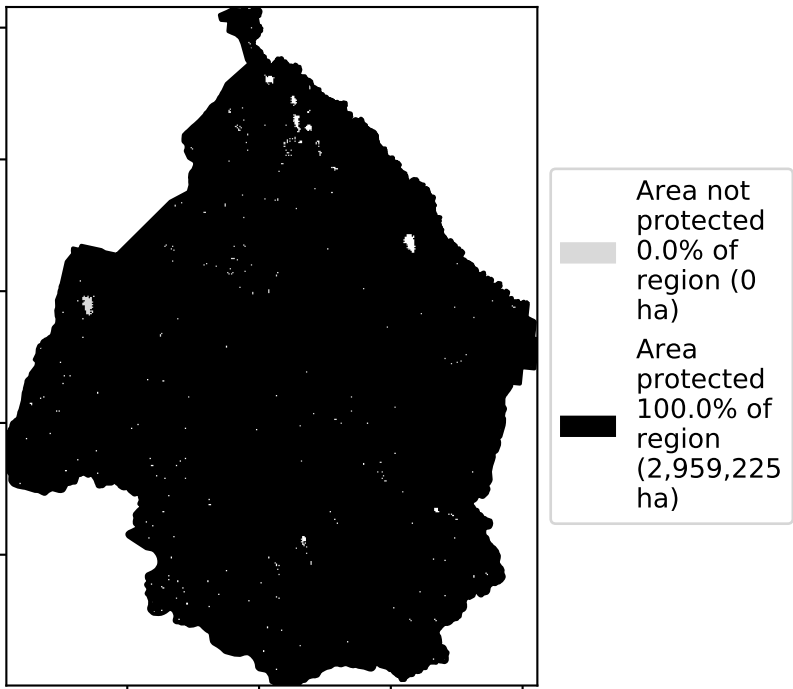 Area not
protected
0.0% of
region (0
ha)
Area
protected
100.0% of
region
(2,959,225
ha)